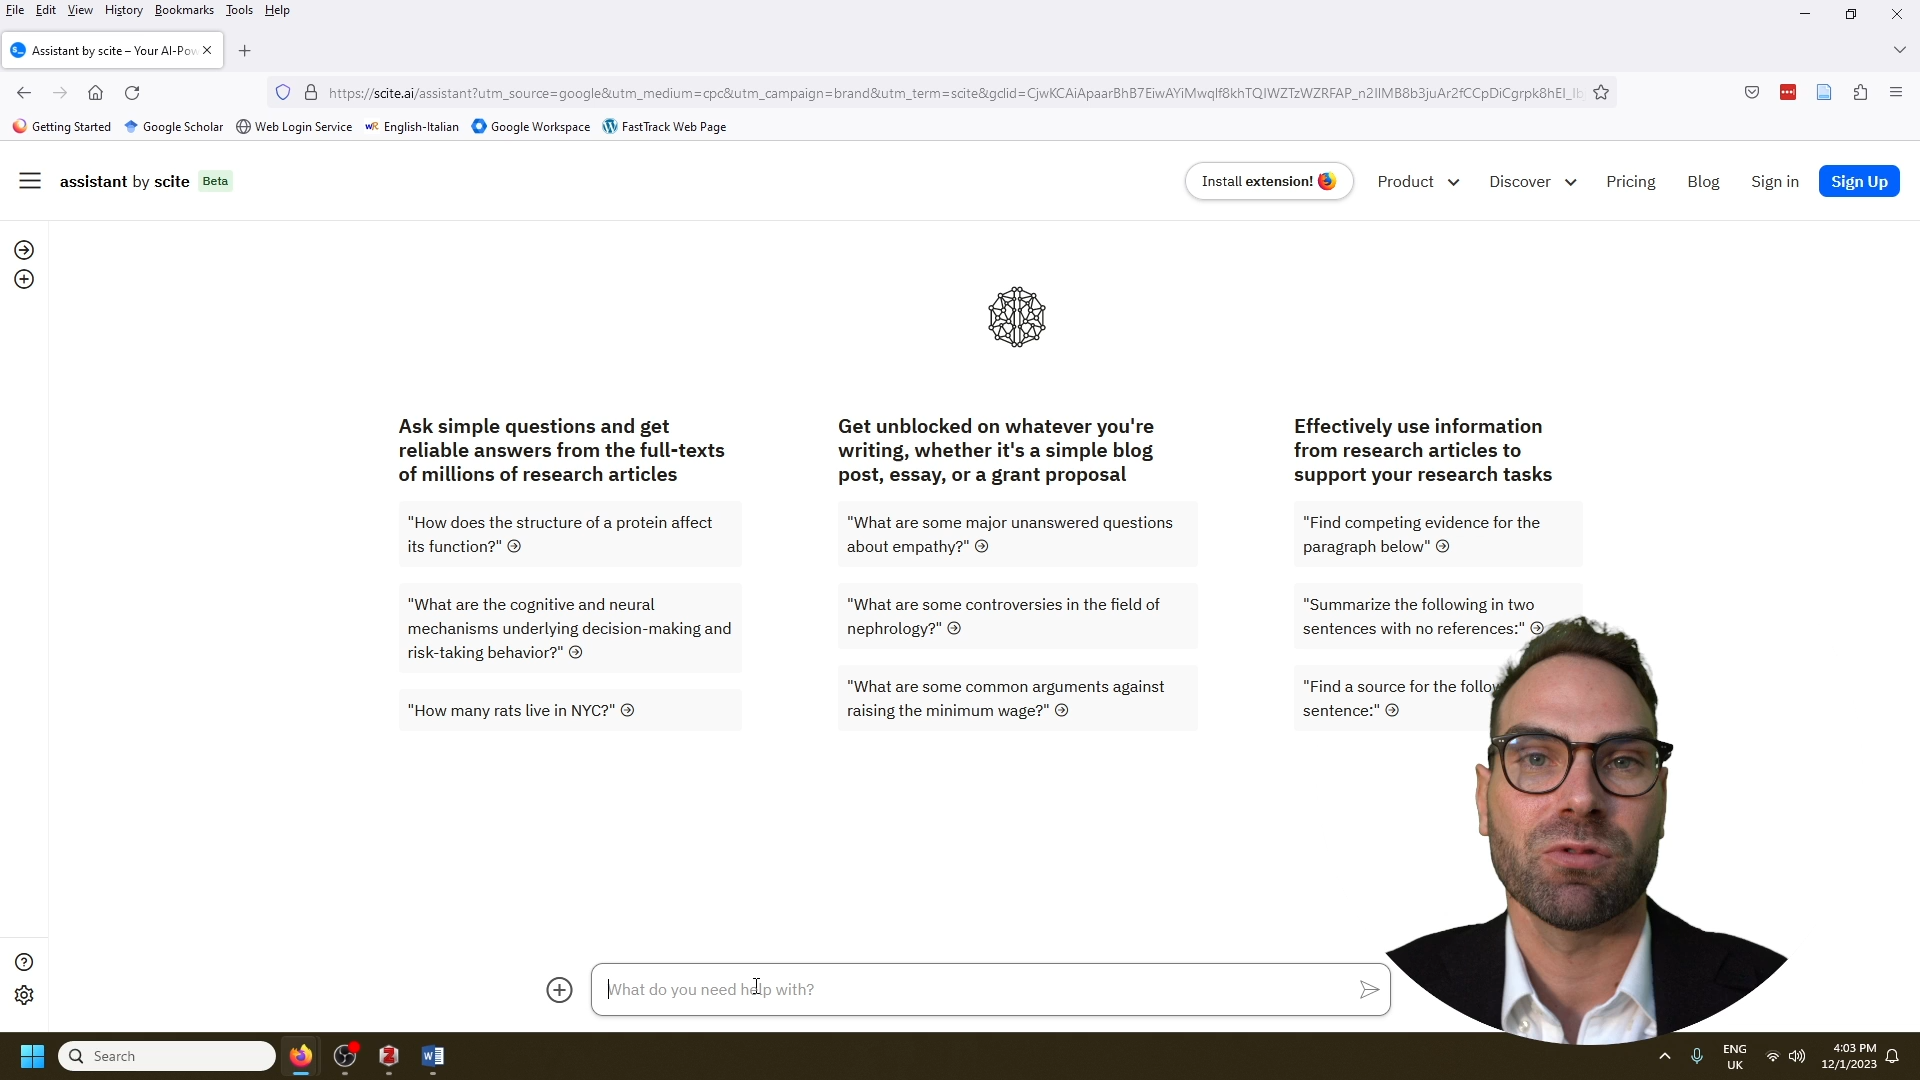 File Edit View History Bookmarks Tools Help
Assistant by scite – Your AI-Pow
https://scite.ai/assistant?utm_source=google&utm_medium=cpc&utm_campaign=brand&utm_term=scite&gclid=
Getting Started Google Scholar Web Login Service English-Italian Google Workspace FastTrack Web Page
assistant by scite Beta
Install extension! Product Discover Pricing Blog Sign in Sign Up
Ask simple questions and get
reliable answers from the full-texts
of millions of research articles
"How does the structure of a protein affect
its function?"
"What are the cognitive and neural
mechanisms underlying decision-making and
risk-taking behavior?"
"How many rats live in NYC?"
Get unblocked on whatever you're
writing, whether it's a simple blog
post, essay, or a grant proposal
"What are some major unanswered questions
about empathy?"
"What are some controversies in the field of
nephrology?"
"What are some common arguments against
raising the minimum wage?"
Effectively use information
from research articles to
support your research tasks
"Find competing evidence for the
paragraph below"
"Summarize the following in two
sentences with no references:"
"Find a source for the follow
sentence:"
What do you need help with?
Search
ENG
UK
4:03 PM
12/1/2023